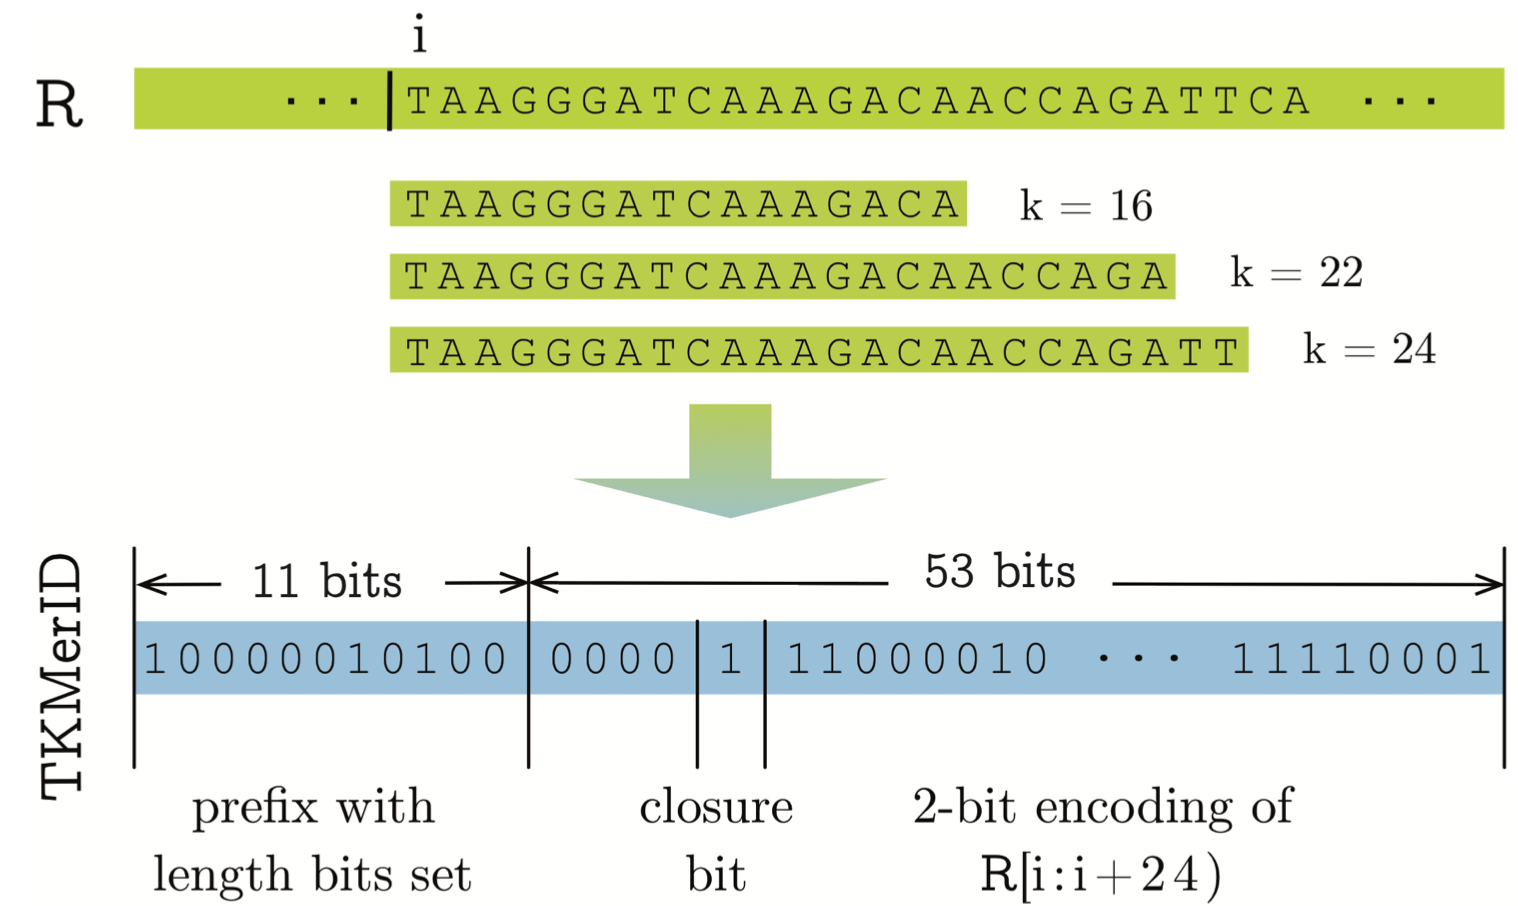 i
R ··· TAAGGGATCAAAGACAACCAGATTCA ···
TAAGGGATCAAAGACA k = 16
TAAGGGATCAAAGACAACCAGA k = 22
TAAGGGATCAAAGACAACCAGATT k = 24
TKMerID
11 bits 53 bits
10000010100 0000 1 11000010 ··· 11110001
prefix with closure 2-bit encoding of
length bits set bit R[i:i+24)